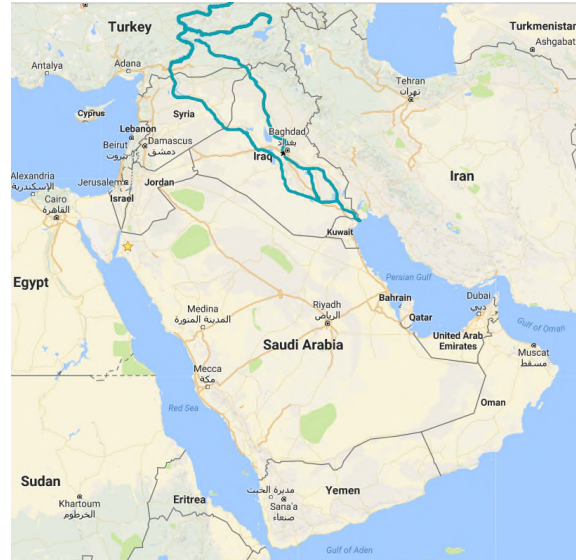 Turkey
Turkmenistan
Ashgabat
Antalya
Adana
Tehran
تهران
Cyprus
Syria
Lebanon
Beirut
بيروت
Damascus
دمشق
Baghdad
بغداد
Iraq
Iran
Alexandria
الإسكندرية
Jerusalem
Israel
Jordan
Cairo
القاهرة
Kuwait
Egypt
Persian Gulf
Medina
المدينة المنورة
Riyadh
الرياض
Bahrain
Qatar
Dubai
دبي
Gulf of Oman
United Arab
Emirates
Muscat
مسقط
Saudi Arabia
Mecca
مكة
Red Sea
Oman
Sudan
Khartoum
الخرطوم
Eritrea
مديرة الخبت
Sana'a
صنعاء
Yemen
Gulf of Aden